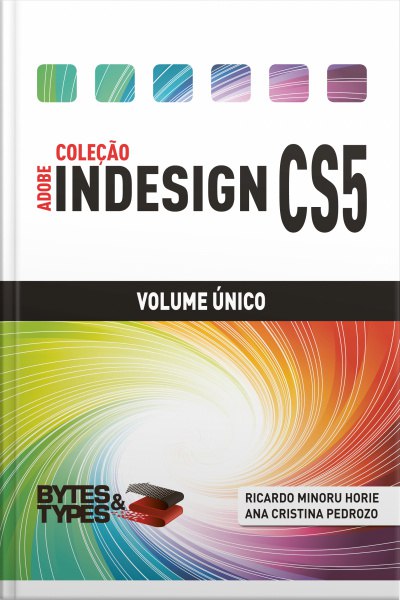 COLEÇÃO
ADOBE
INDESIGN CS5
VOLUME ÚNICO
BYTES &
TYPES
RICARDO MINORU HORIE
ANA CRISTINA PEDROZO